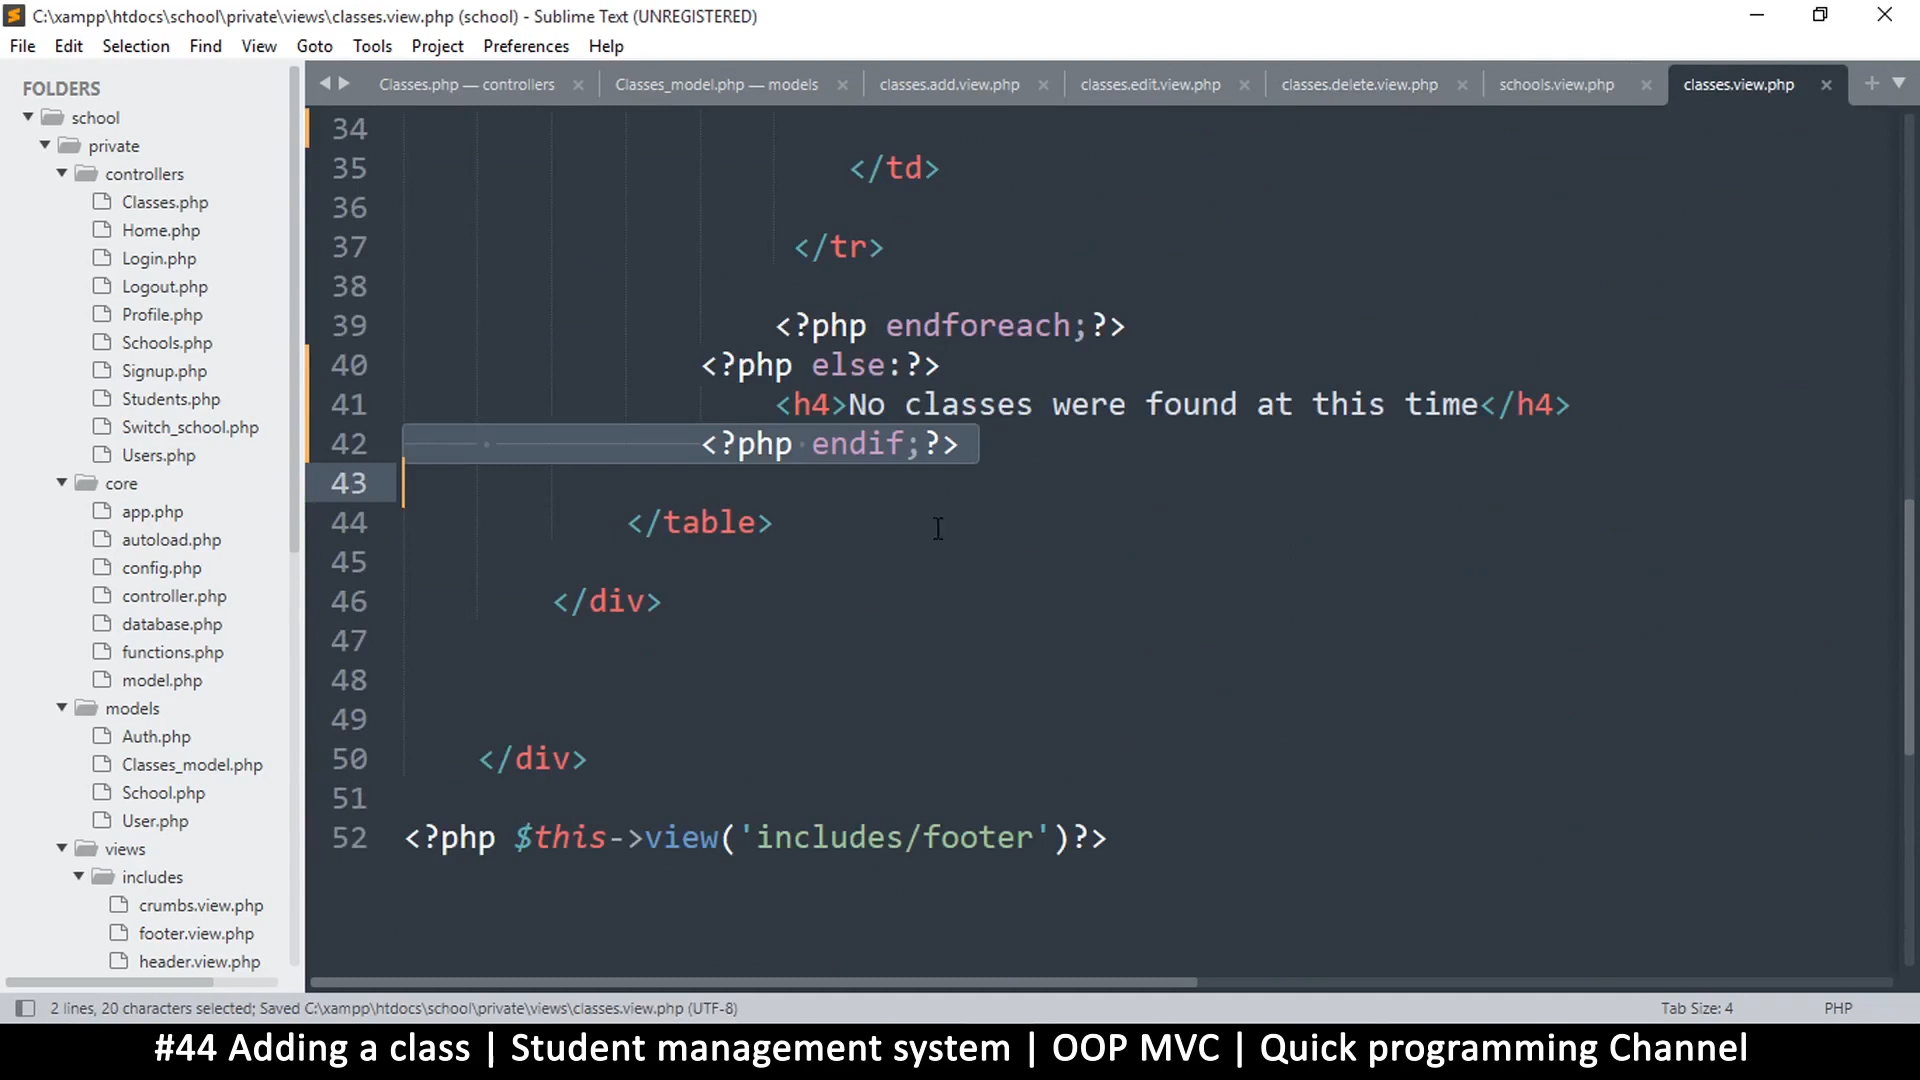 C:\xampp\htdocs\school\private\views\classes.view.php (school) - Sublime Text (UNREGISTERED)
File Edit Selection Find View Goto Tools Project Preferences Help
FOLDERS
school
private
controllers
Classes.php
Home.php
Login.php
Logout.php
Profile.php
Schools.php
Signup.php
Students.php
Switch_school.php
Users.php
core
app.php
autoload.php
config.php
controller.php
database.php
functions.php
model.php
models
Auth.php
Classes_model.php
School.php
User.php
views
includes
crumbs.view.php
footer.view.php
header.view.php
Classes.php — controllers Classes_model.php — models classes.add.view.php classes.edit.view.php classes.delete.view.php schools.view.php classes.view.php
34
35 </td>
36
37 </tr>
38
39 <?php endforeach;?>
40 <?php else:?>
41 <h4>No classes were found at this time</h4>
42 <?php endif;?>
43
44 </table>
45
46 </div>
47
48
49
50 </div>
51
52 <?php $this->view('includes/footer')?>
2 lines, 20 characters selected; Saved C:\xampp\htdocs\school\private\views\classes.view.php (UTF-8) Tab Size: 4 PHP
#44 Adding a class | Student management system | OOP MVC | Quick programming Channel